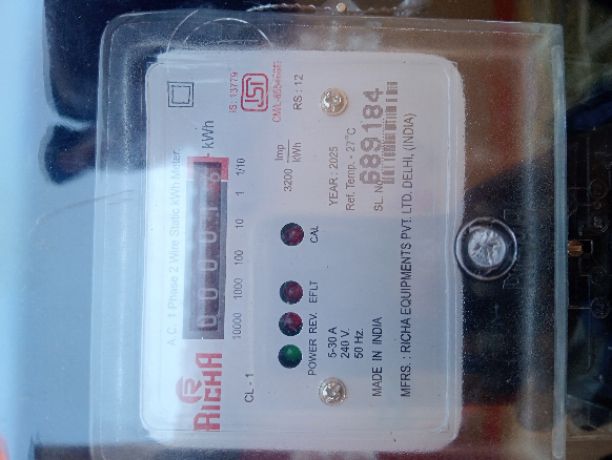 A.C. 1 Phase 2 Wire Static kWh Meter.
IS : 13779
ISI
RS : 12
RICHA
kWh
10000 1000 100 10 1 1/10
CL - 1
3200 Imp
kWh
POWER REV. EFLT CAL
5-30 A
240 V.
50 Hz.
YEAR : 2025
Ref. Temp. - 27°C
SL. No.
689184
MADE IN INDIA
MFRS. : RICHA EQUIPMENTS PVT. LTD. DELHI, (INDIA)